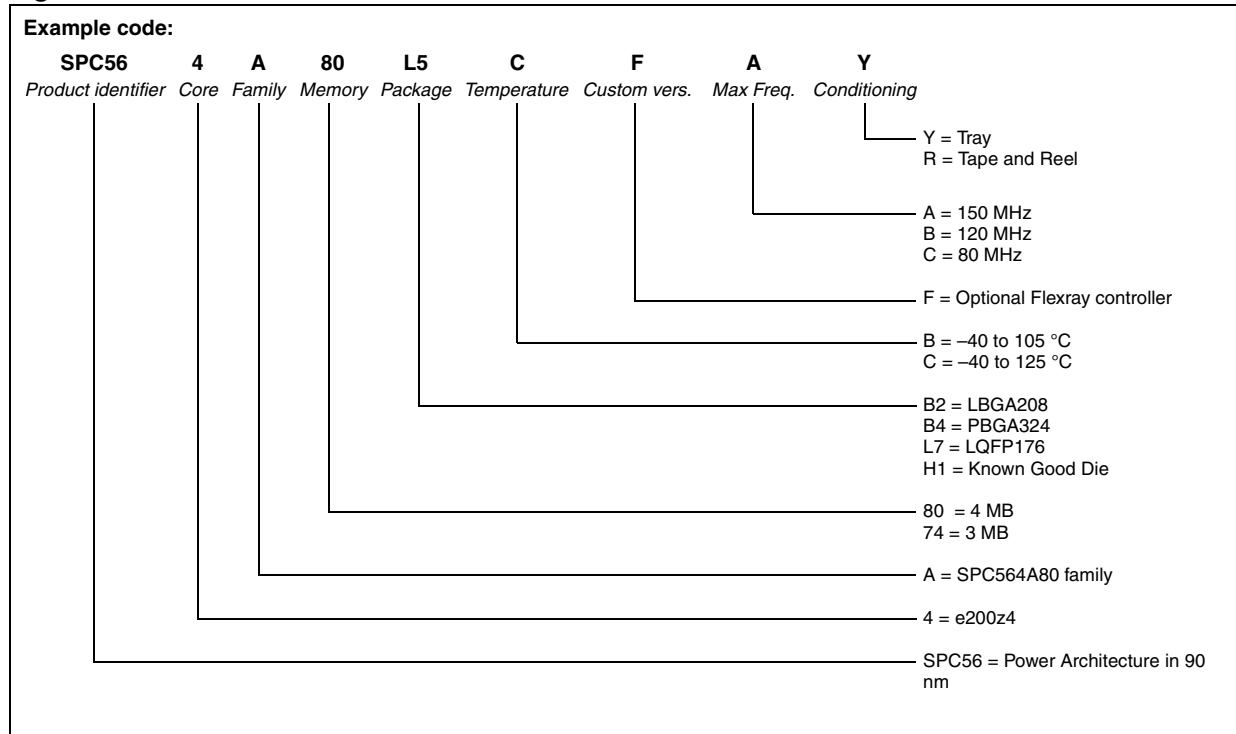 Example code:
SPC56 4 A 80 L5 C F A Y
Product identifier Core Family Memory Package Temperature Custom vers. Max Freq. Conditioning
Y = Tray
R = Tape and Reel
A = 150 MHz
B = 120 MHz
C = 80 MHz
F = Optional Flexray controller
B = –40 to 105 °C
C = –40 to 125 °C
B2 = LBGA208
B4 = PBGA324
L7 = LQFP176
H1 = Known Good Die
80 = 4 MB
74 = 3 MB
A = SPC564A80 family
4 = e200z4
SPC56 = Power Architecture in 90
nm